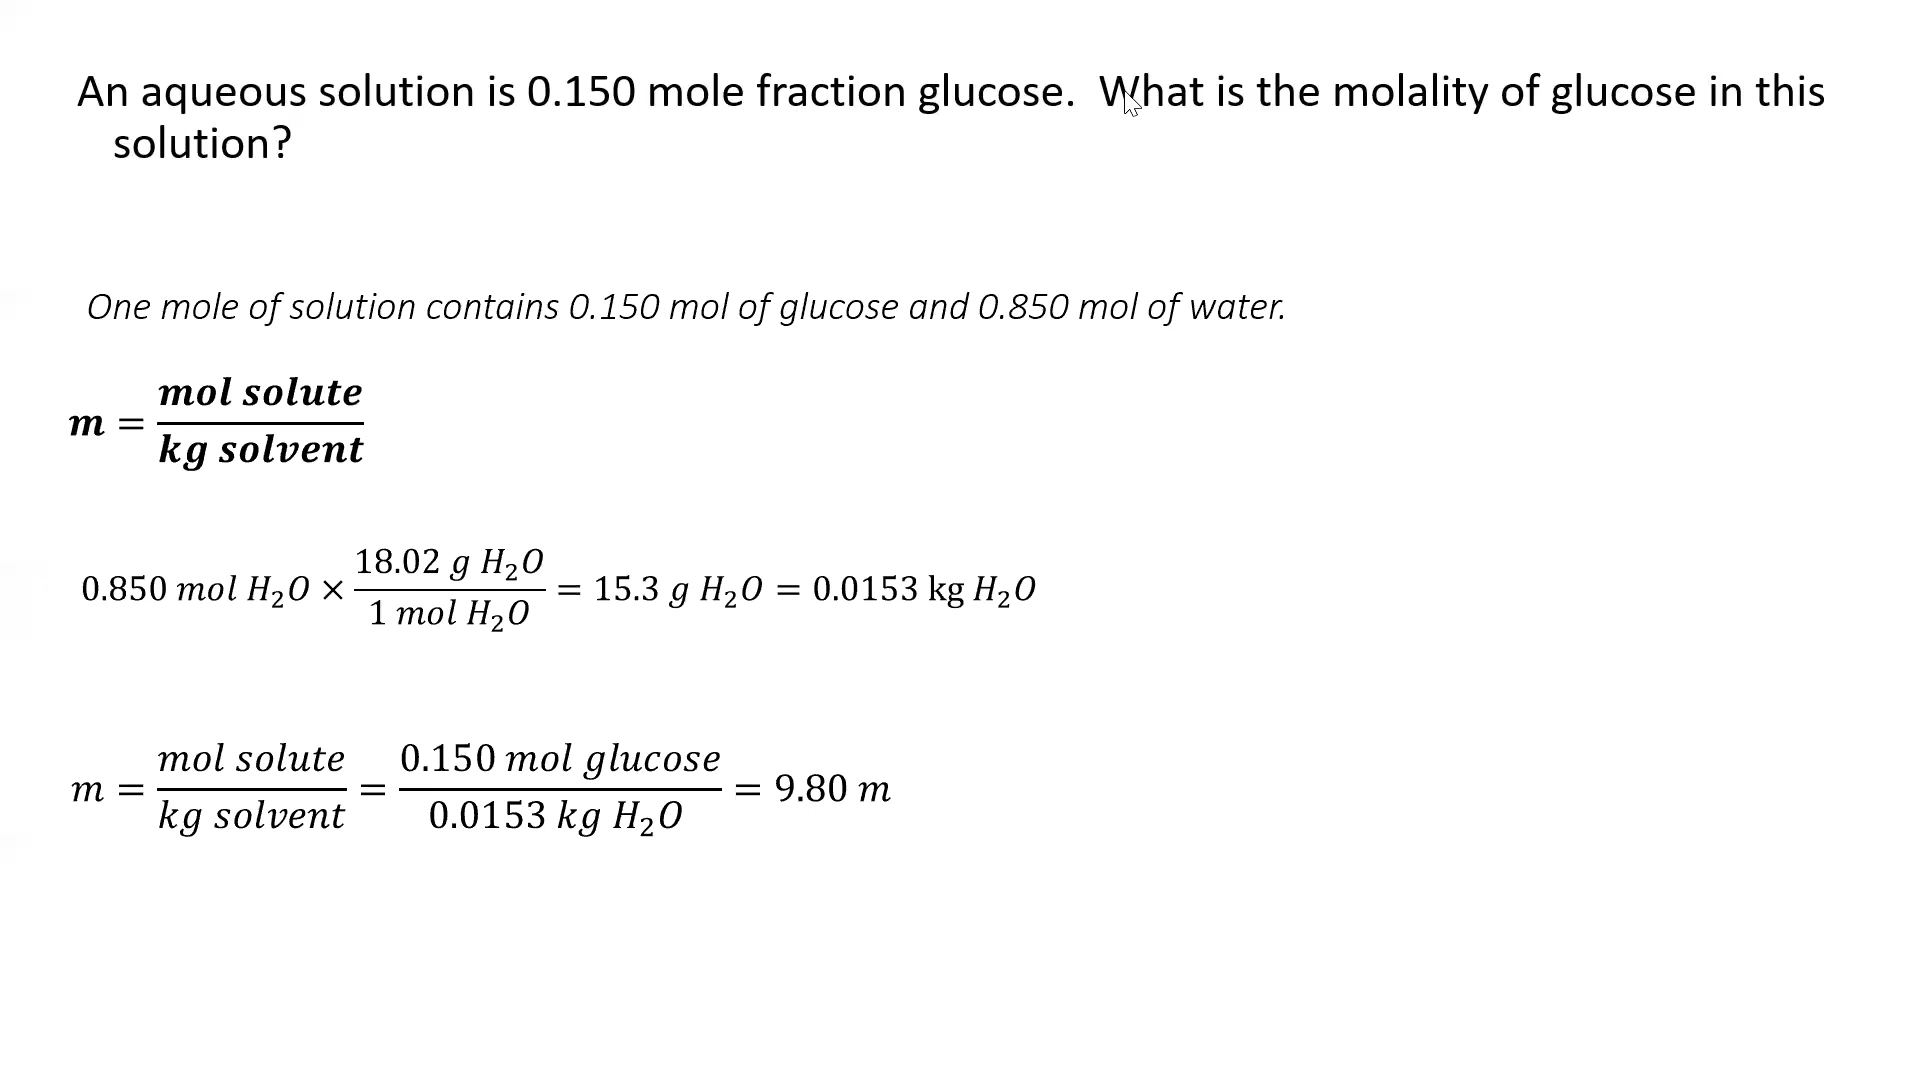 An aqueous solution is 0.150 mole fraction glucose.  What is the molality of glucose in this
solution?
One mole of solution contains 0.150 mol of glucose and 0.850 mol of water.
m = mol solute / kg solvent
0.850 mol H₂O × 18.02 g H₂O / 1 mol H₂O = 15.3 g H₂O = 0.0153 kg H₂O
m = mol solute / kg solvent = 0.150 mol glucose / 0.0153 kg H₂O = 9.80 m